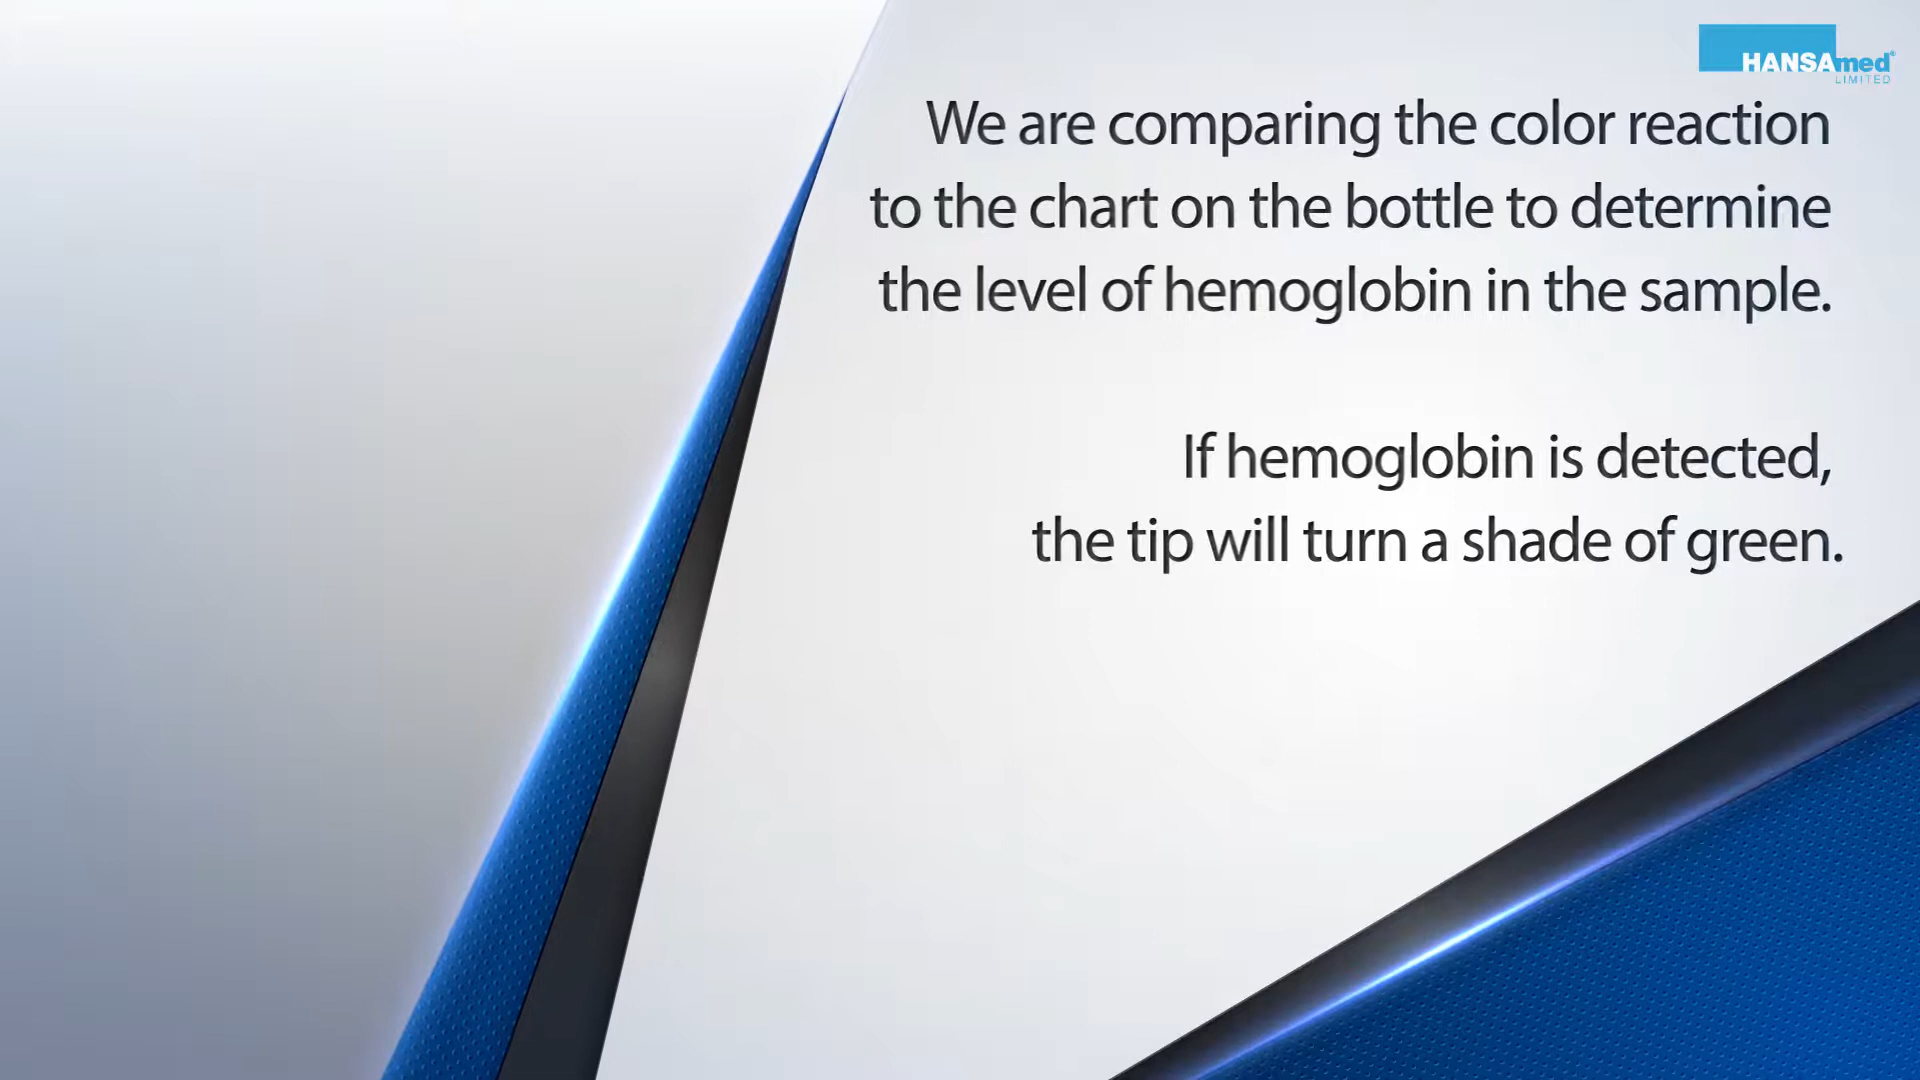 HANSAmed®
LIMITED
We are comparing the color reaction
to the chart on the bottle to determine
the level of hemoglobin in the sample.
If hemoglobin is detected,
the tip will turn a shade of green.